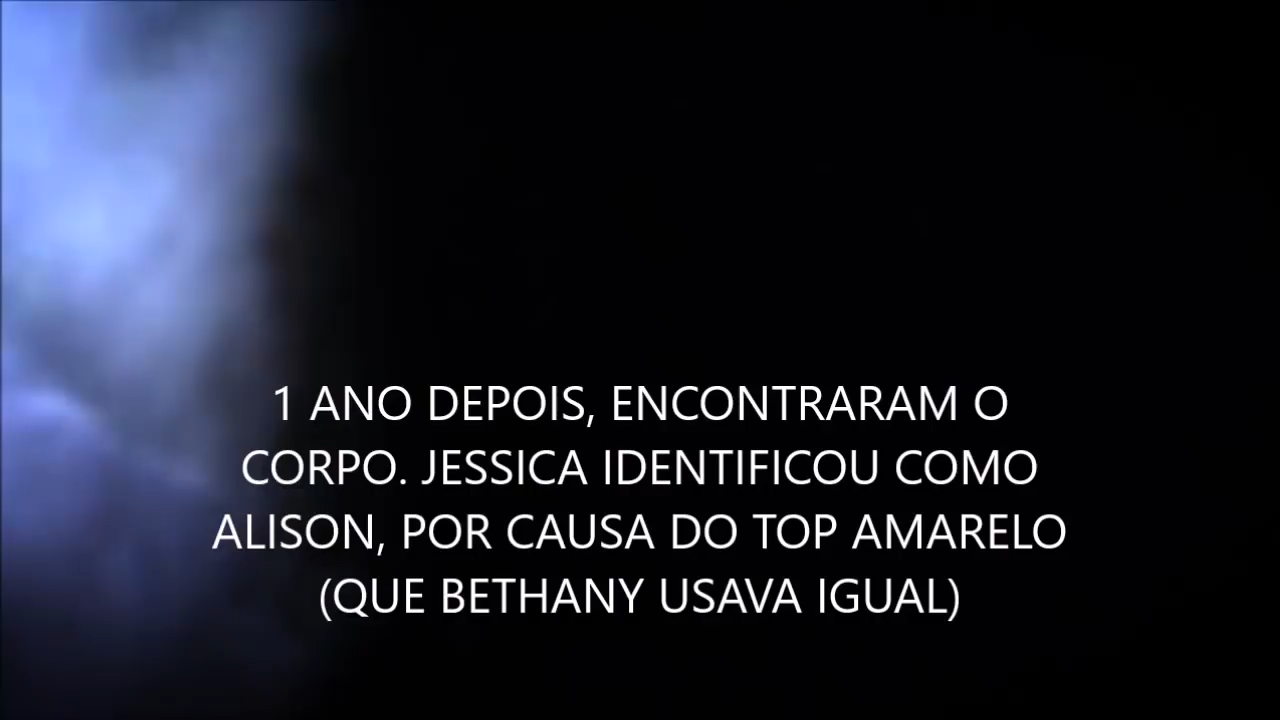 1 ANO DEPOIS, ENCONTRARAM O
CORPO. JESSICA IDENTIFICOU COMO
ALISON, POR CAUSA DO TOP AMARELO
(QUE BETHANY USAVA IGUAL)